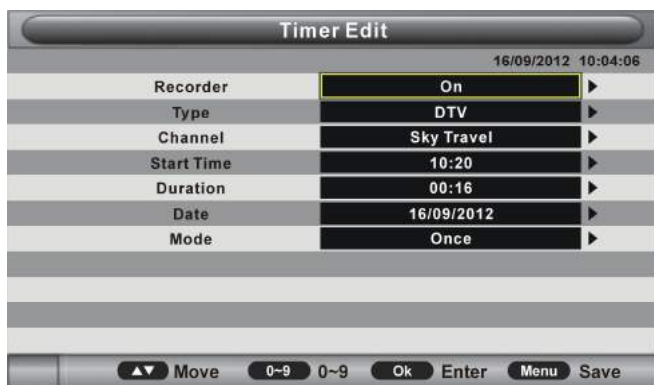 Timer Edit
16/09/2012 10:04:06
Recorder On
Type DTV
Channel Sky Travel
Start Time 10:20
Duration 00:16
Date 16/09/2012
Mode Once
▲▼ Move 0~9 0~9 Ok Enter Menu Save